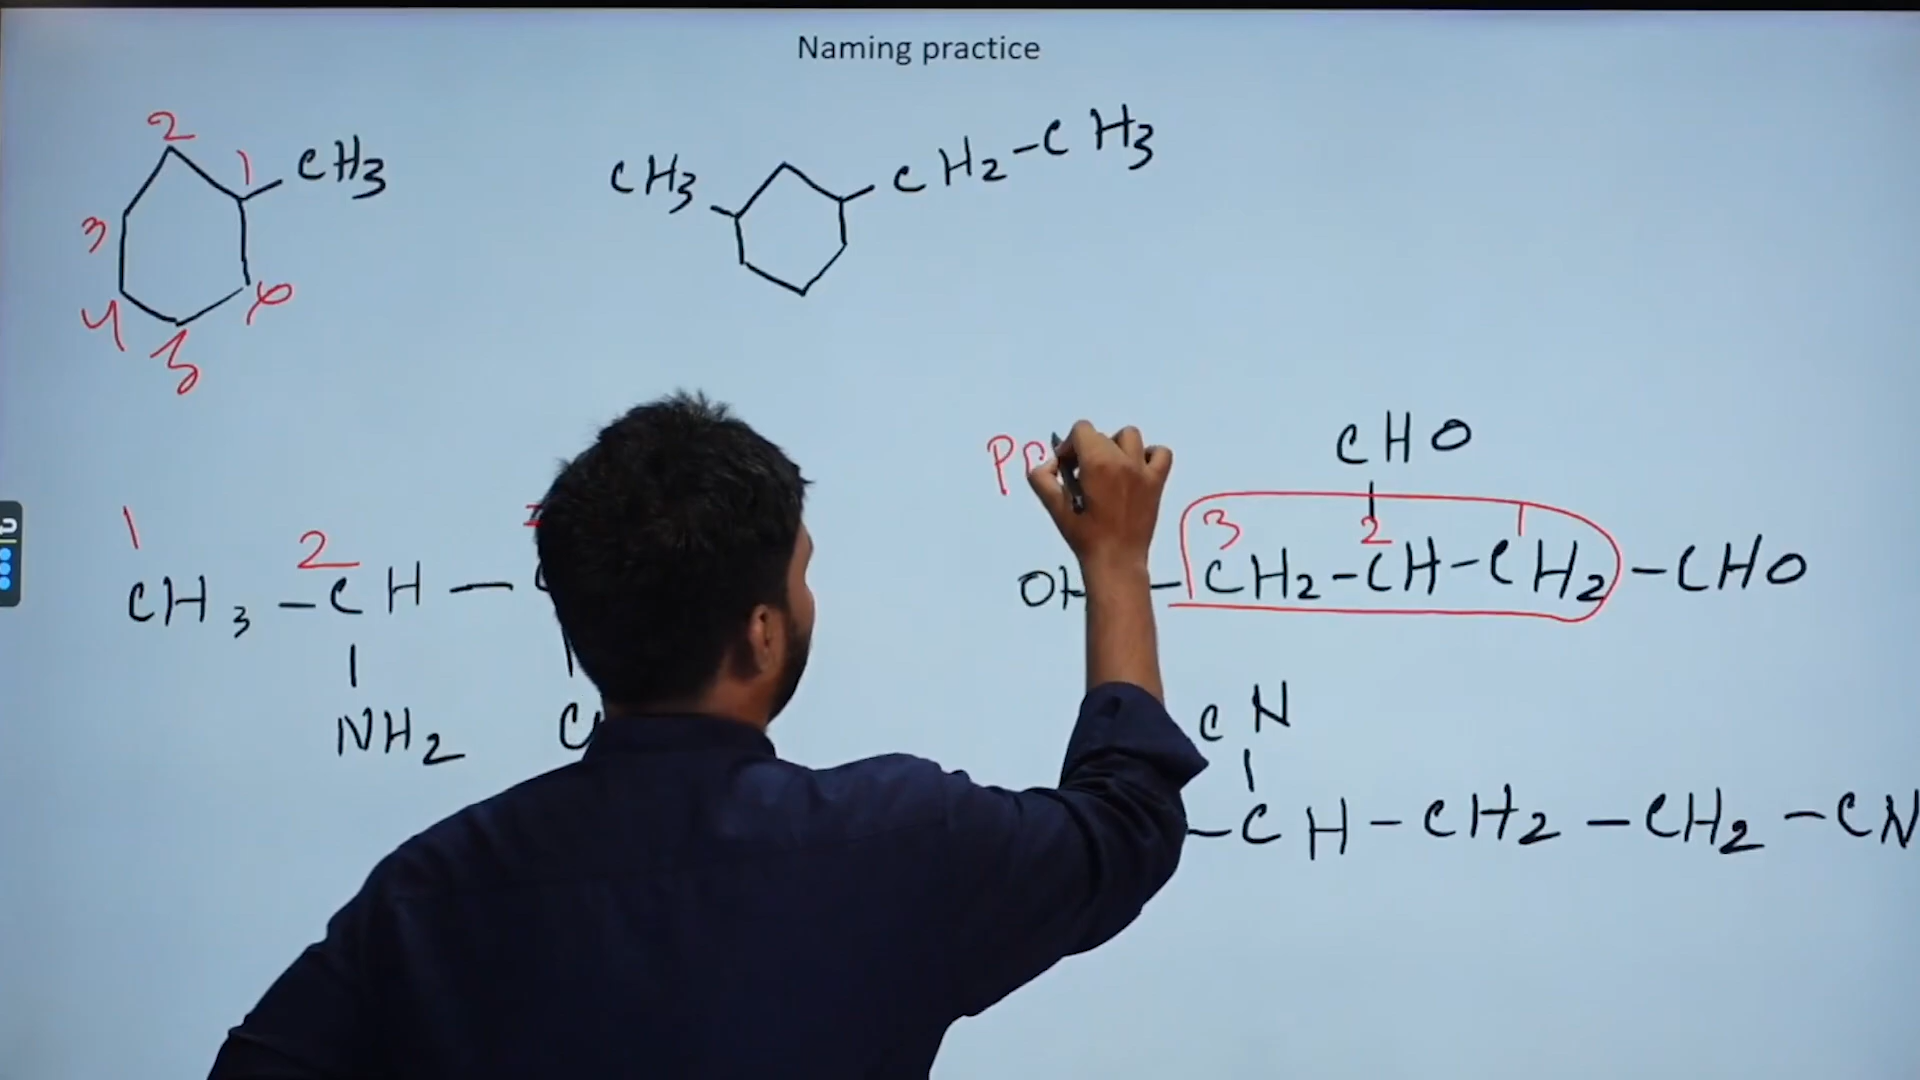 Naming practice
2
1
CH3
3
4
5
6
CH3
CH2-CH3
CHO
1
2
CH3-CH-
NH2
3 2 1
-CH2-CH-CH2-CHO
CN
-CH-CH2-CH2-CN